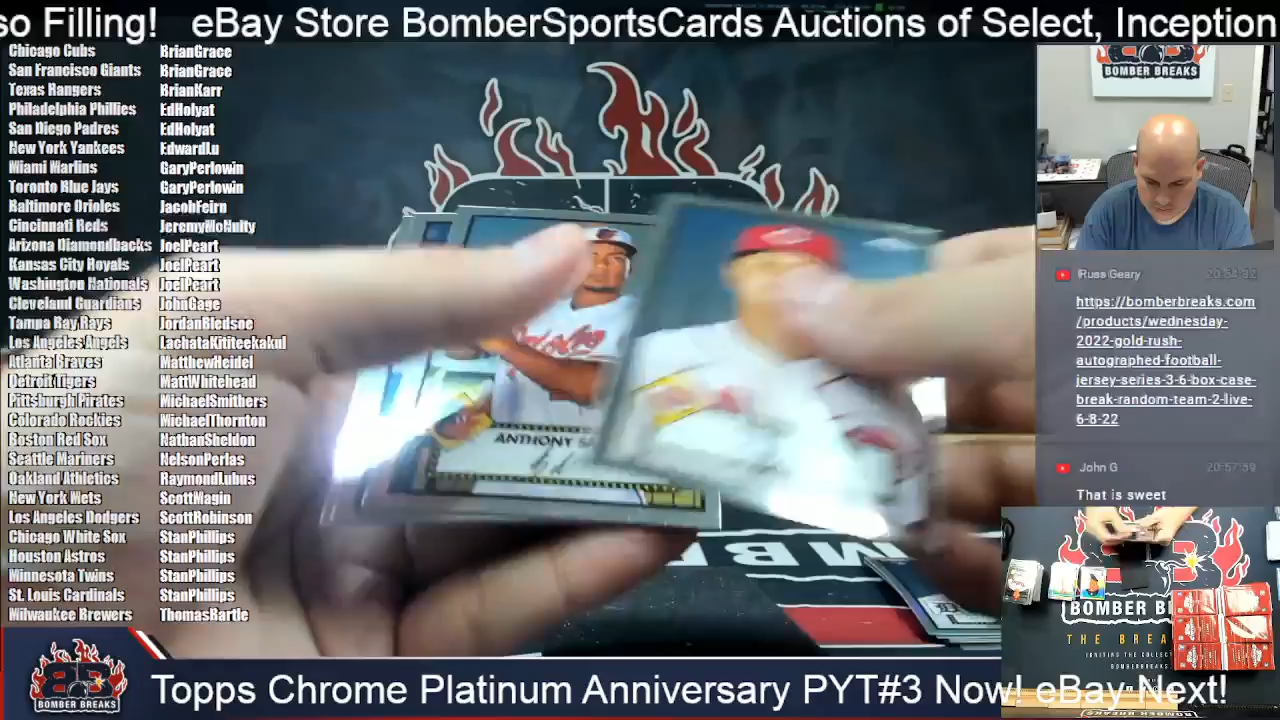 so Filling!   eBay Store BomberSportsCards Auctions of Select, Inception
Chicago Cubs BrianGrace
San Francisco Giants BrianGrace
Texas Rangers BrianKarr
Philadelphia Phillies EdHolyat
San Diego Padres EdHolyat
New York Yankees EdwardLu
Miami Marlins GaryPerlowin
Toronto Blue Jays GaryPerlowin
Baltimore Orioles JacobFeirn
Cincinnati Reds JeremyMcNulty
Arizona Diamondbacks JoelPeart
Kansas City Royals JoelPeart
Washington Nationals JoelPeart
Cleveland Guardians JohnGage
Tampa Bay Rays JordanBledsoe
Los Angeles Angels LachataKititeekakul
Atlanta Braves MatthewHeidel
Detroit Tigers MattWhitehead
Pittsburgh Pirates MichaelSmithers
Colorado Rockies MichaelThornton
Boston Red Sox NathanSheldon
Seattle Mariners NelsonPerlas
Oakland Athletics RaymondLubus
New York Mets ScottMagin
Los Angeles Dodgers ScottRobinson
Chicago White Sox StanPhillips
Houston Astros StanPhillips
Minnesota Twins StanPhillips
St. Louis Cardinals StanPhillips
Milwaukee Brewers ThomasBartle
ANTHONY
BOMBER BREAKS
Russ Geary
https://bomberbreaks.com
/products/wednesday-
2022-gold-rush-
autographed-football-
jersey-series-3-6-box-case-
break-random-team-2-live-
6-8-22
John G 20:57:59
That is sweet
BOMBER
THE BREA
BOMBER BREAKS
Topps Chrome Platinum Anniversary PYT#3 Now! eBay Next!